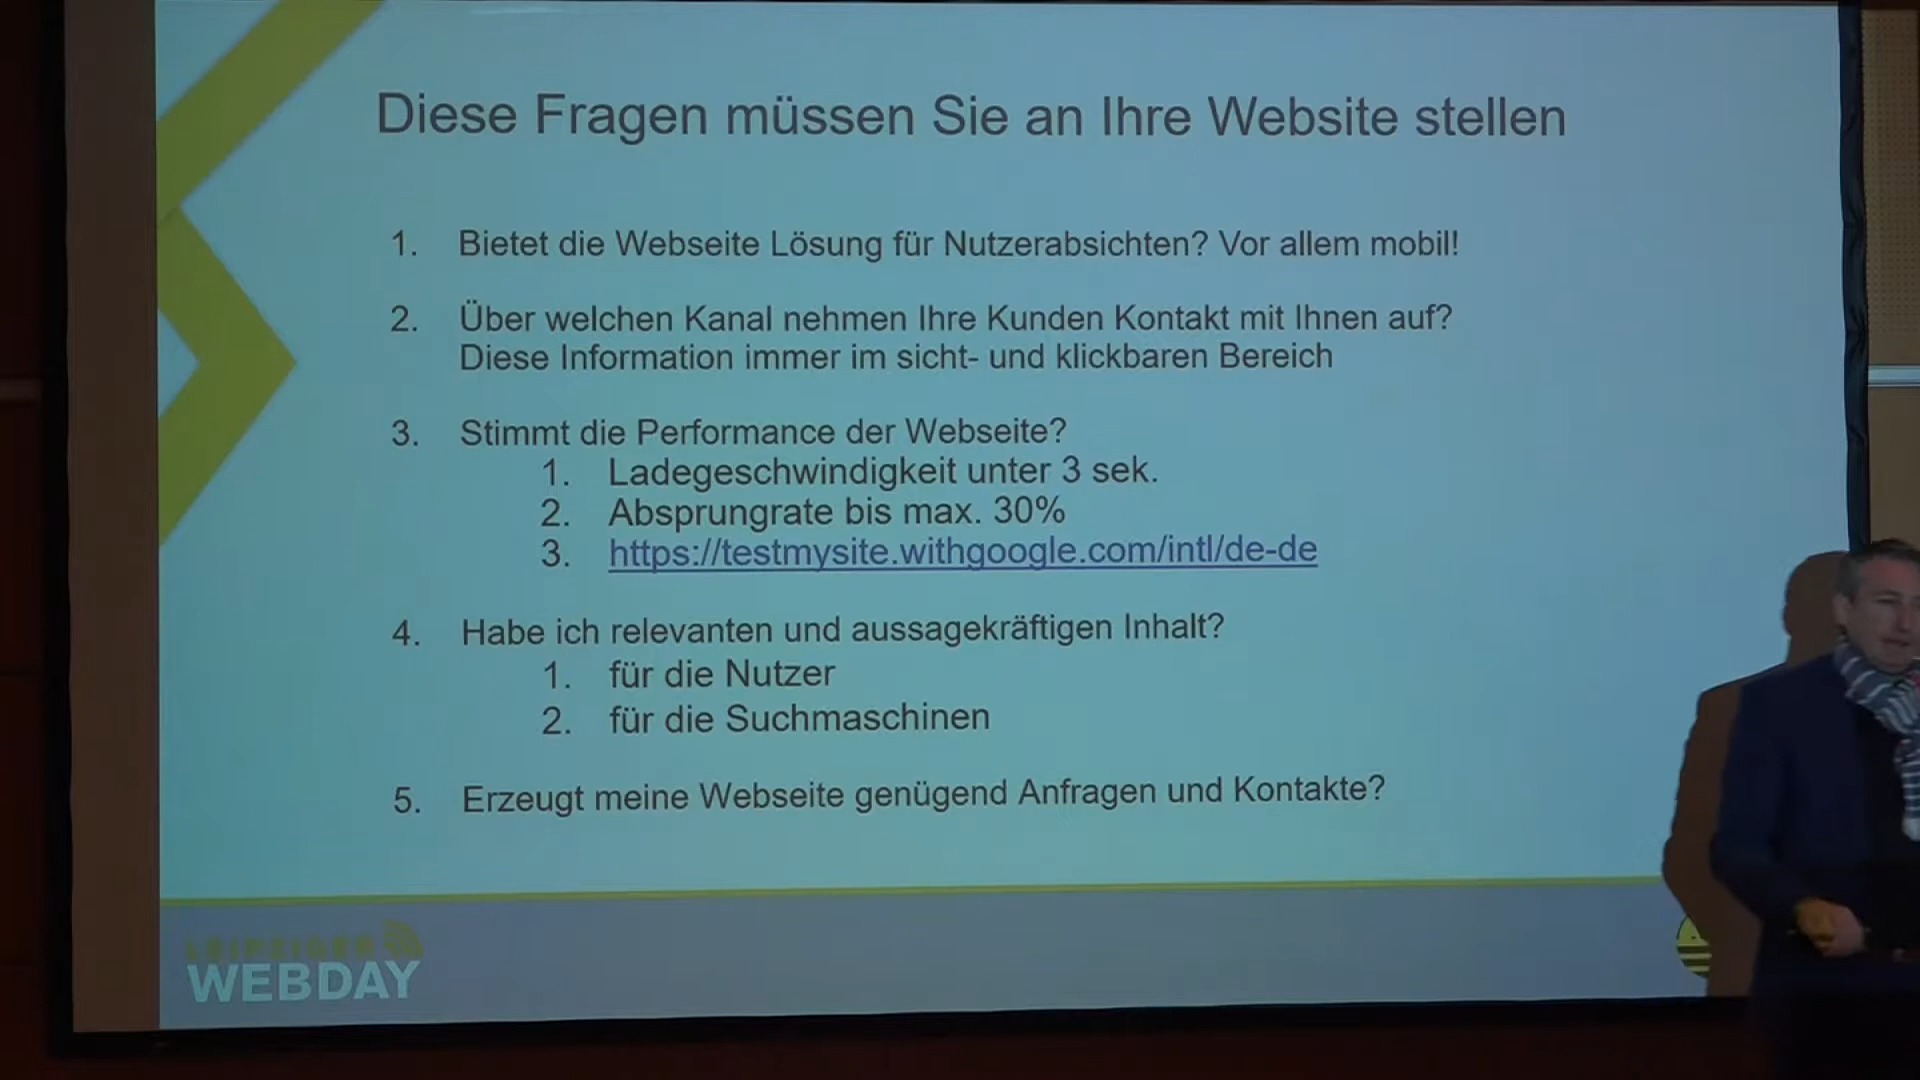 Diese Fragen müssen Sie an Ihre Website stellen
1. Bietet die Webseite Lösung für Nutzerabsichten? Vor allem mobil!
2. Über welchen Kanal nehmen Ihre Kunden Kontakt mit Ihnen auf?
Diese Information immer im sicht- und klickbaren Bereich
3. Stimmt die Performance der Webseite?
1. Ladegeschwindigkeit unter 3 sek.
2. Absprungrate bis max. 30%
3. https://testmysite.withgoogle.com/intl/de-de
4. Habe ich relevanten und aussagekräftigen Inhalt?
1. für die Nutzer
2. für die Suchmaschinen
5. Erzeugt meine Webseite genügend Anfragen und Kontakte?
LEIPZIGER
WEBDAY